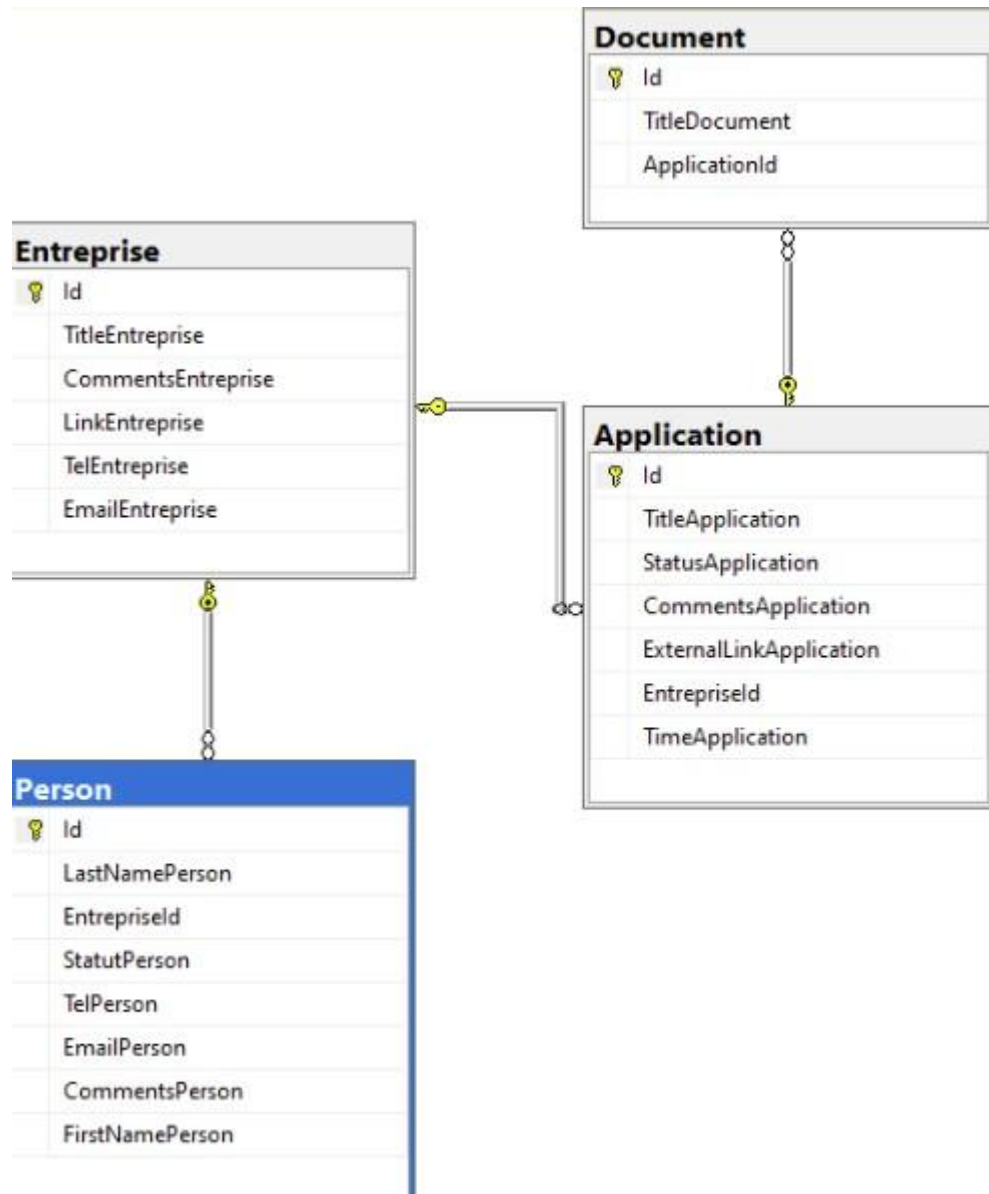 Document
Id
TitleDocument
ApplicationId
Entreprise
Id
TitleEntreprise
CommentsEntreprise
LinkEntreprise
TelEntreprise
EmailEntreprise
Application
Id
TitleApplication
StatusApplication
CommentsApplication
ExternalLinkApplication
EntrepriseId
TimeApplication
Person
Id
LastNamePerson
EntrepriseId
StatutPerson
TelPerson
EmailPerson
CommentsPerson
FirstNamePerson